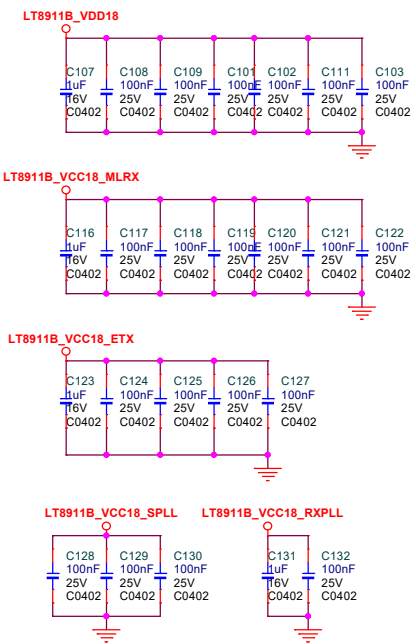 LT8911B_VDD18
C107 C108 C109 C101 C102 C111 C103
1uF 100nF 100nF 100nF 100nF 100nF 100nF
16V 25V 25V 25V 25V 25V 25V
C0402 C0402 C0402 C0402 C0402 C0402 C0402
LT8911B_VCC18_MLRX
C116 C117 C118 C119 C120 C121 C122
1uF 100nF 100nF 100nF 100nF 100nF 100nF
16V 25V 25V 25V 25V 25V 25V
C0402 C0402 C0402 C0402 C0402 C0402 C0402
LT8911B_VCC18_ETX
C123 C124 C125 C126 C127
1uF 100nF 100nF 100nF 100nF
16V 25V 25V 25V 25V
C0402 C0402 C0402 C0402 C0402
LT8911B_VCC18_SPLL LT8911B_VCC18_RXPLL
C128 C129 C130 C131 C132
100nF 100nF 100nF 1uF 100nF
25V 25V 25V 16V 25V
C0402 C0402 C0402 C0402 C0402